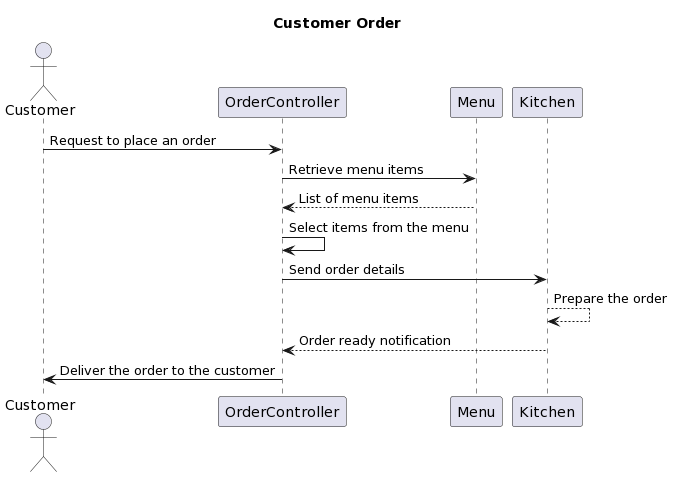 Customer Order
Customer
OrderController
Menu
Kitchen
Request to place an order
Retrieve menu items
List of menu items
Select items from the menu
Send order details
Prepare the order
Order ready notification
Deliver the order to the customer
Customer
OrderController
Menu
Kitchen